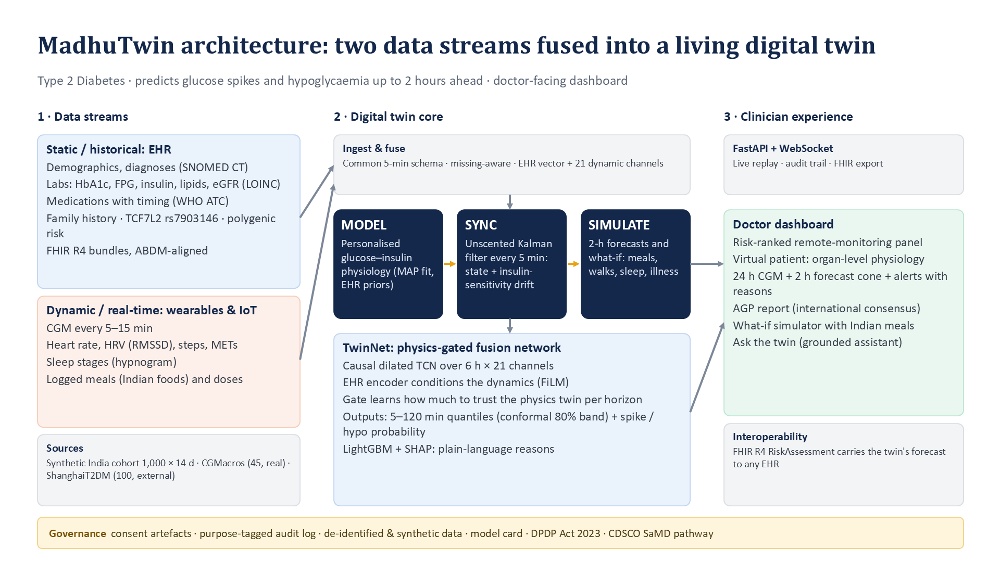 MadhuTwin architecture: two data streams fused into a living digital twin
Type 2 Diabetes · predicts glucose spikes and hypoglycaemia up to 2 hours ahead · doctor-facing dashboard
1 · Data streams
Static / historical: EHR
Demographics, diagnoses (SNOMED CT)
Labs: HbA1c, FPG, insulin, lipids, eGFR (LOINC)
Medications with timing (WHO ATC)
Family history · TCF7L2 rs7903146 · polygenic
risk
FHIR R4 bundles, ABDM-aligned
Dynamic / real-time: wearables & IoT
CGM every 5–15 min
Heart rate, HRV (RMSSD), steps, METs
Sleep stages (hypnogram)
Logged meals (Indian foods) and doses
Sources
Synthetic India cohort 1,000 × 14 d · CGMacros (45, real) ·
ShanghaiT2DM (100, external)
2 · Digital twin core
Ingest & fuse
Common 5-min schema · missing-aware · EHR vector + 21 dynamic channels
MODEL
Personalised
glucose–insulin
physiology (MAP fit,
EHR priors)
SYNC
Unscented Kalman
filter every 5 min:
state + insulin-
sensitivity drift
SIMULATE
2-h forecasts and
what-if: meals,
walks, sleep, illness
TwinNet: physics-gated fusion network
Causal dilated TCN over 6 h × 21 channels
EHR encoder conditions the dynamics (FiLM)
Gate learns how much to trust the physics twin per horizon
Outputs: 5–120 min quantiles (conformal 80% band) + spike /
hypo probability
LightGBM + SHAP: plain-language reasons
3 · Clinician experience
FastAPI + WebSocket
Live replay · audit trail · FHIR export
Doctor dashboard
Risk-ranked remote-monitoring panel
Virtual patient: organ-level physiology
24 h CGM + 2 h forecast cone + alerts with
reasons
AGP report (international consensus)
What-if simulator with Indian meals
Ask the twin (grounded assistant)
Interoperability
FHIR R4 RiskAssessment carries the twin's forecast
to any EHR
Governance consent artefacts · purpose-tagged audit log · de-identified & synthetic data · model card · DPDP Act 2023 · CDSCO SaMD pathway